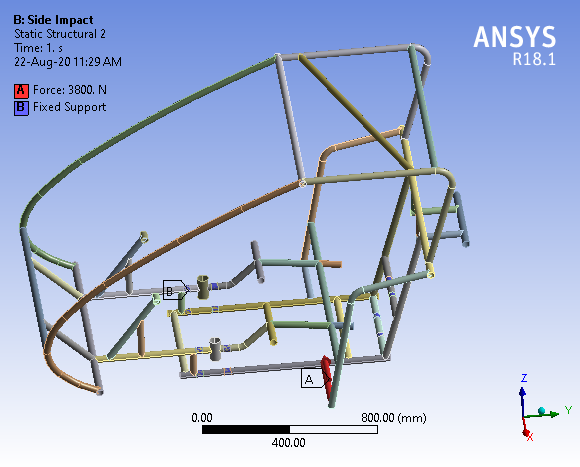 B: Side Impact
Static Structural 2
Time: 1. s
22-Aug-20 11:29 AM
A Force: 3800. N
B Fixed Support
ANSYS
R18.1
B
A
0.00 800.00 (mm)
400.00
Z
Y
X